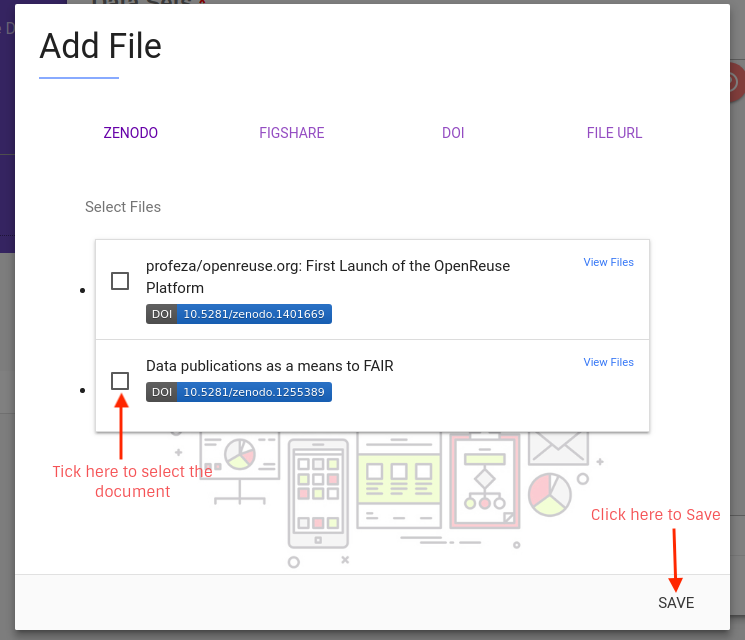 Data Sets *
Add File
ZENODO FIGSHARE DOI FILE URL
Select Files
profeza/openreuse.org: First Launch of the OpenReuse
Platform
View Files
DOI 10.5281/zenodo.1401669
Data publications as a means to FAIR
View Files
DOI 10.5281/zenodo.1255389
Tick here to select the
document
Click here to Save
SAVE